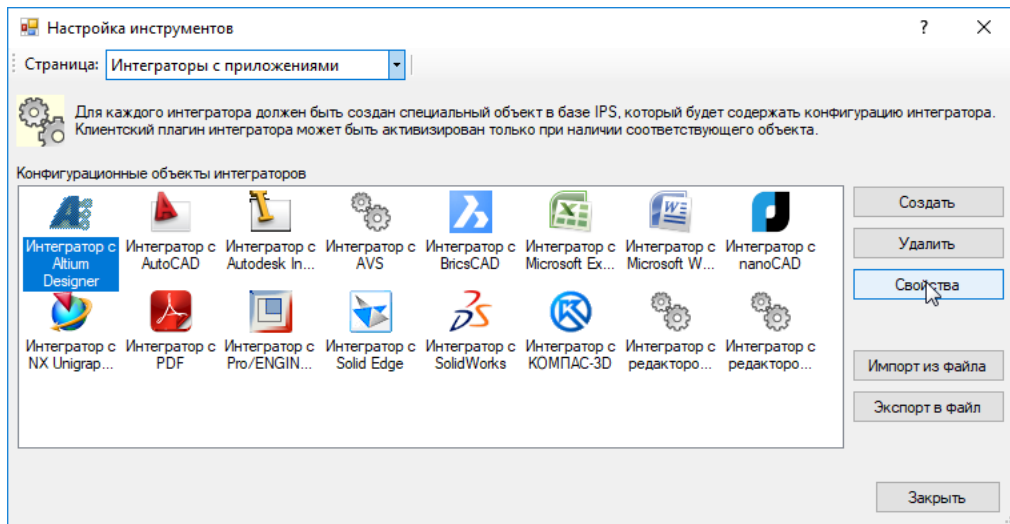 Настройка инструментов
?
Страница: Интеграторы с приложениями
Для каждого интегратора должен быть создан специальный объект в базе IPS, который будет содержать конфигурацию интегратора.
Клиентский плагин интегратора может быть активизирован только при наличии соответствующего объекта.
Конфигурационные объекты интеграторов
Интегратор с Интегратор с Интегратор с Интегратор с Интегратор с Интегратор с Интегратор с Интегратор с
Altium AutoCAD Autodesk In... AVS BricsCAD Microsoft Ex... Microsoft W... nanoCAD
Designer
Интегратор с Интегратор с Интегратор с Интегратор с Интегратор с Интегратор с Интегратор с Интегратор с
NX Unigrap... PDF Pro/ENGIN... Solid Edge SolidWorks КОМПАС-3D редакторо... редакторо...
Создать
Удалить
Свойства
Импорт из файла
Экспорт в файл
Закрыть